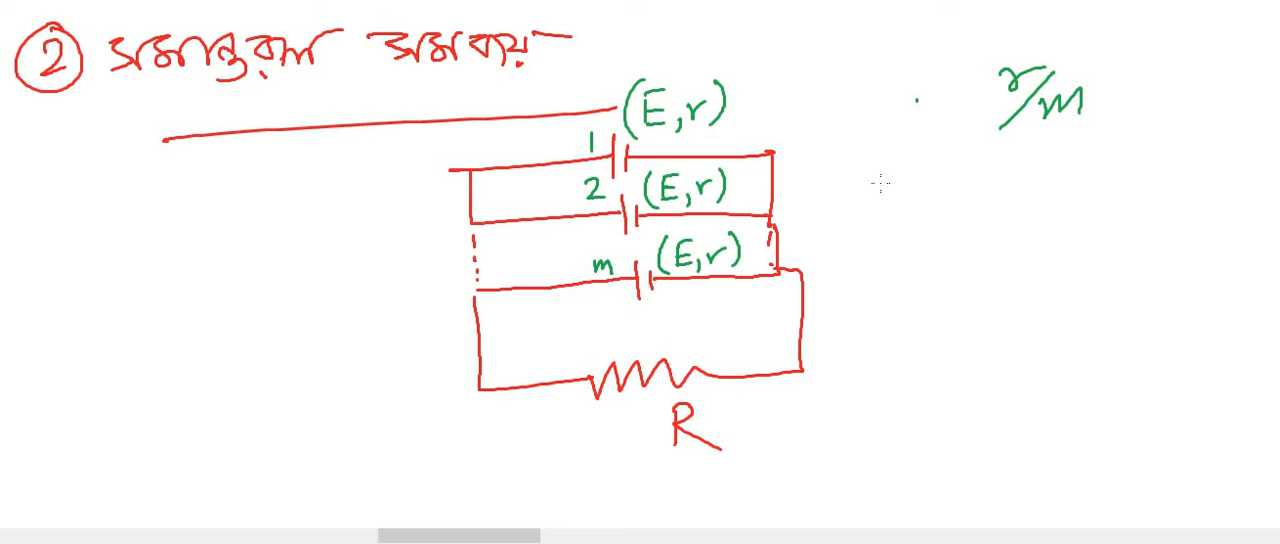 ② সমান্তরাল সমবায়
(E,r)
r/m
1
2 (E,r)
m (E,r)
R